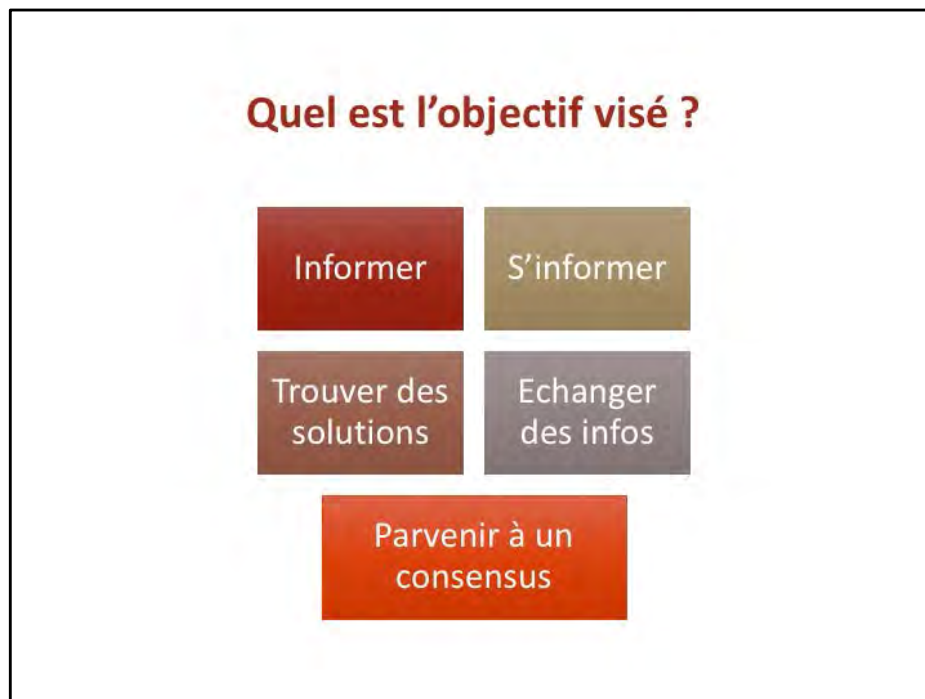 Quel est l’objectif visé ?
Informer
S’informer
Trouver des
solutions
Echanger
des infos
Parvenir à un
consensus